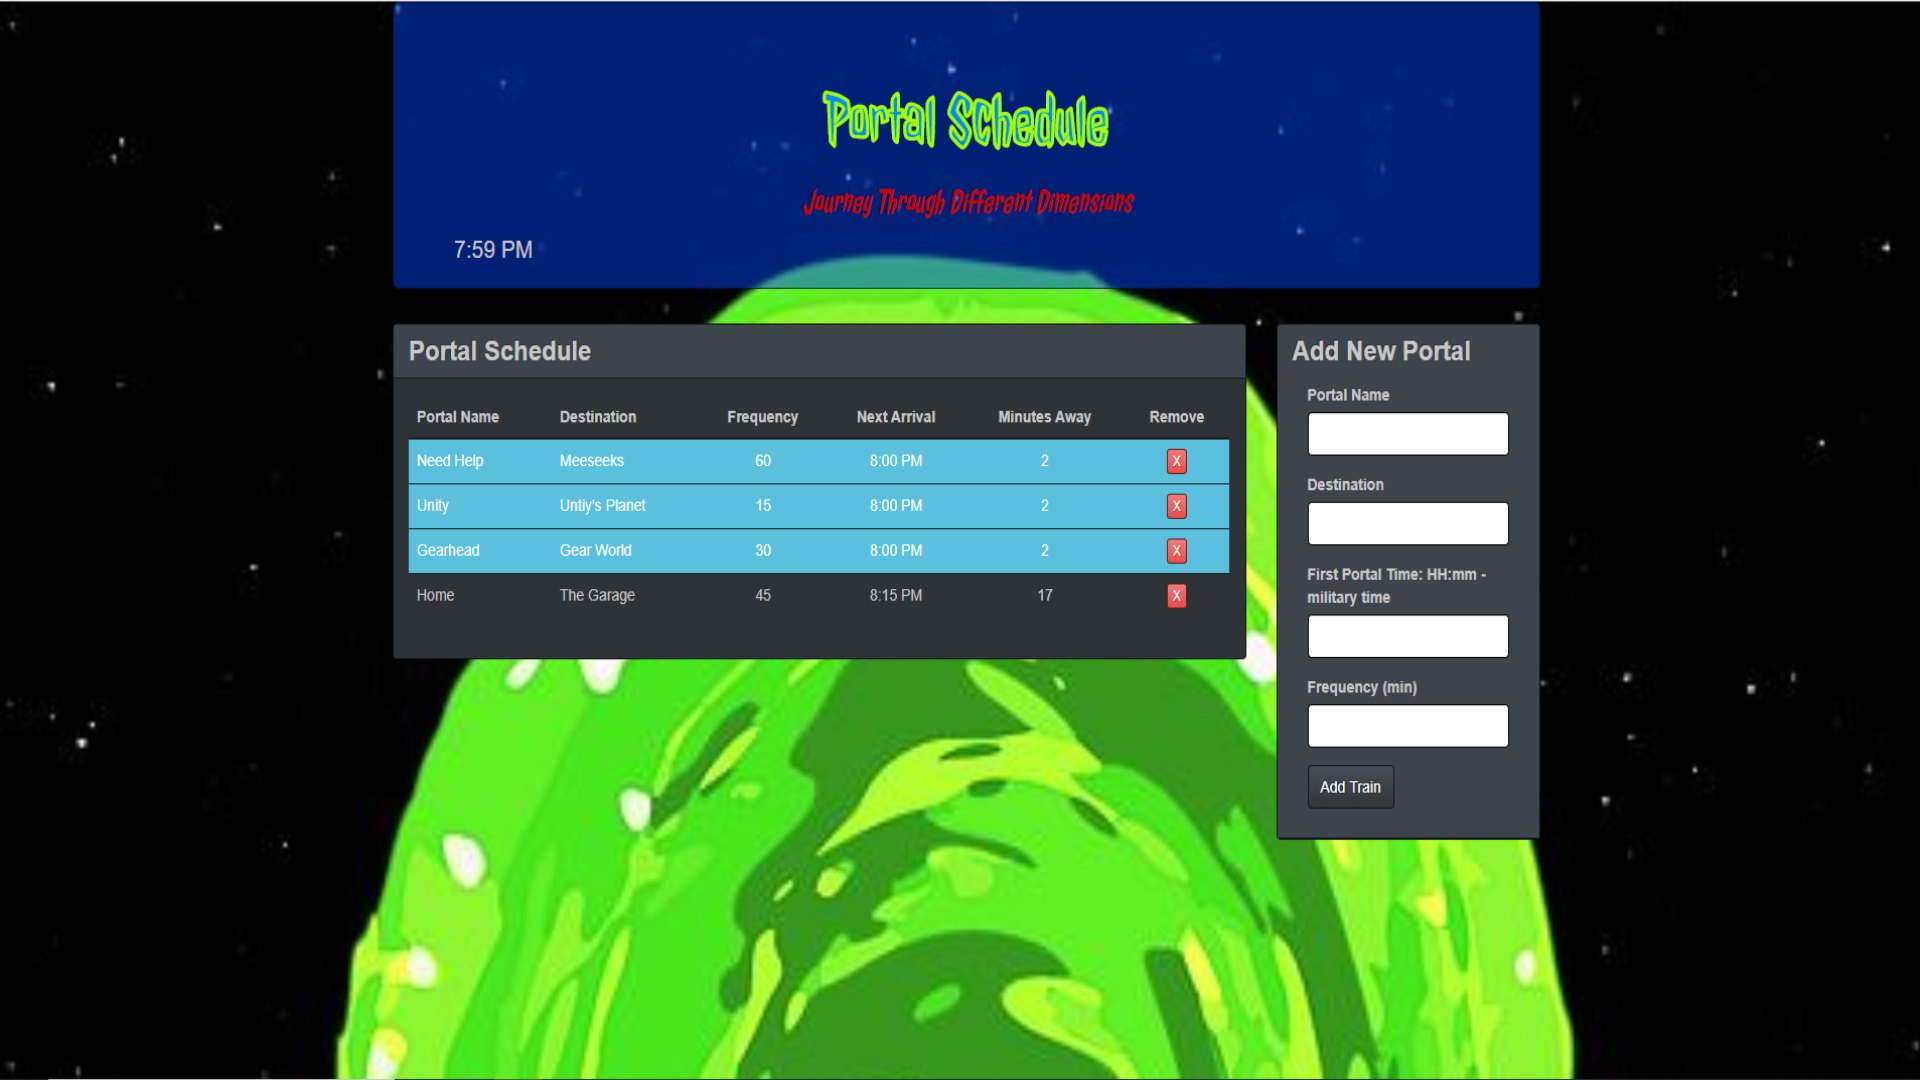 Portal Schedule
Journey Through Different Dimensions
7:59 PM
Portal Schedule
Portal Name Destination Frequency Next Arrival Minutes Away Remove
Need Help Meeseeks 60 8:00 PM 2 X
Unity Untiy's Planet 15 8:00 PM 2 X
Gearhead Gear World 30 8:00 PM 2 X
Home The Garage 45 8:15 PM 17 X
Add New Portal
Portal Name
Destination
First Portal Time: HH:mm -
military time
Frequency (min)
Add Train